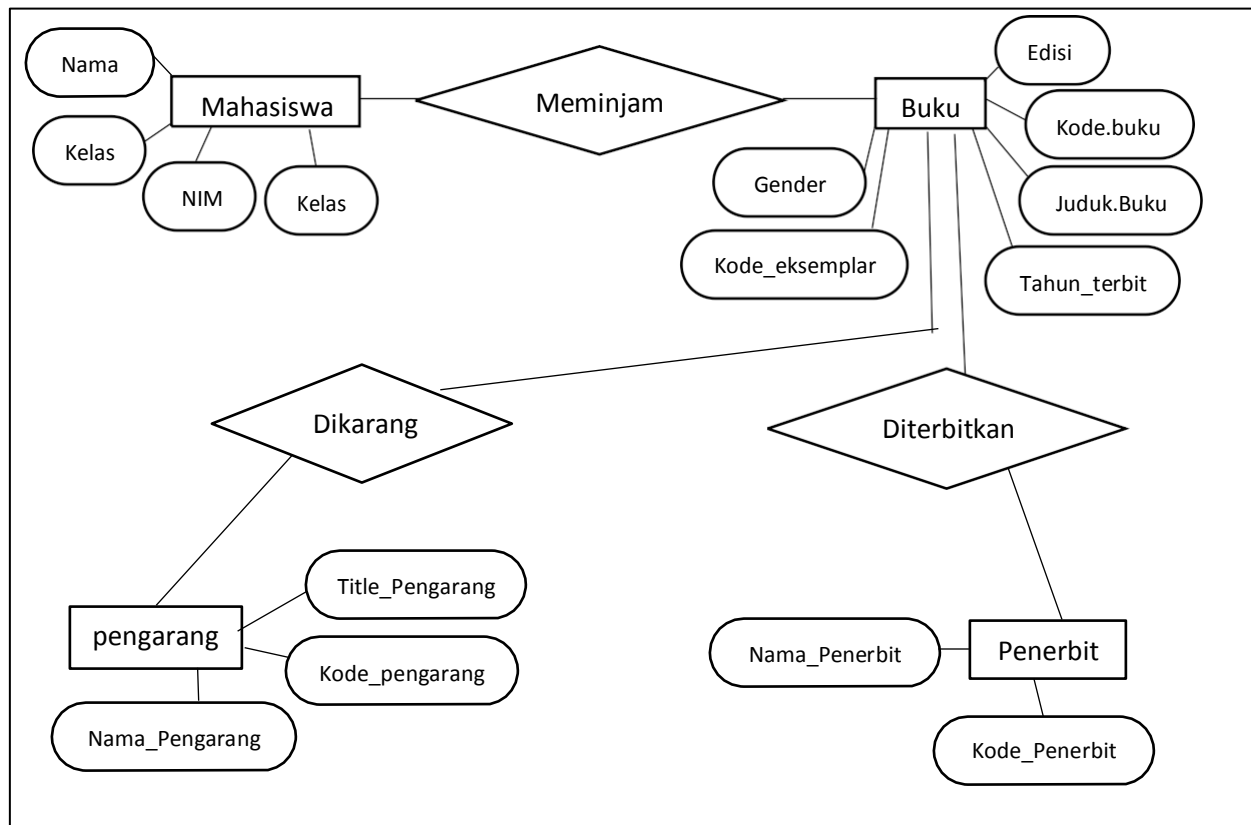 Nama
Mahasiswa
Meminjam
Buku
Edisi
Kode.buku
Kelas
NIM
Kelas
Gender
Juduk.Buku
Kode_eksemplar
Tahun_terbit
Dikarang
Diterbitkan
Title_Pengarang
pengarang
Kode_pengarang
Nama_Pengarang
Nama_Penerbit
Penerbit
Kode_Penerbit